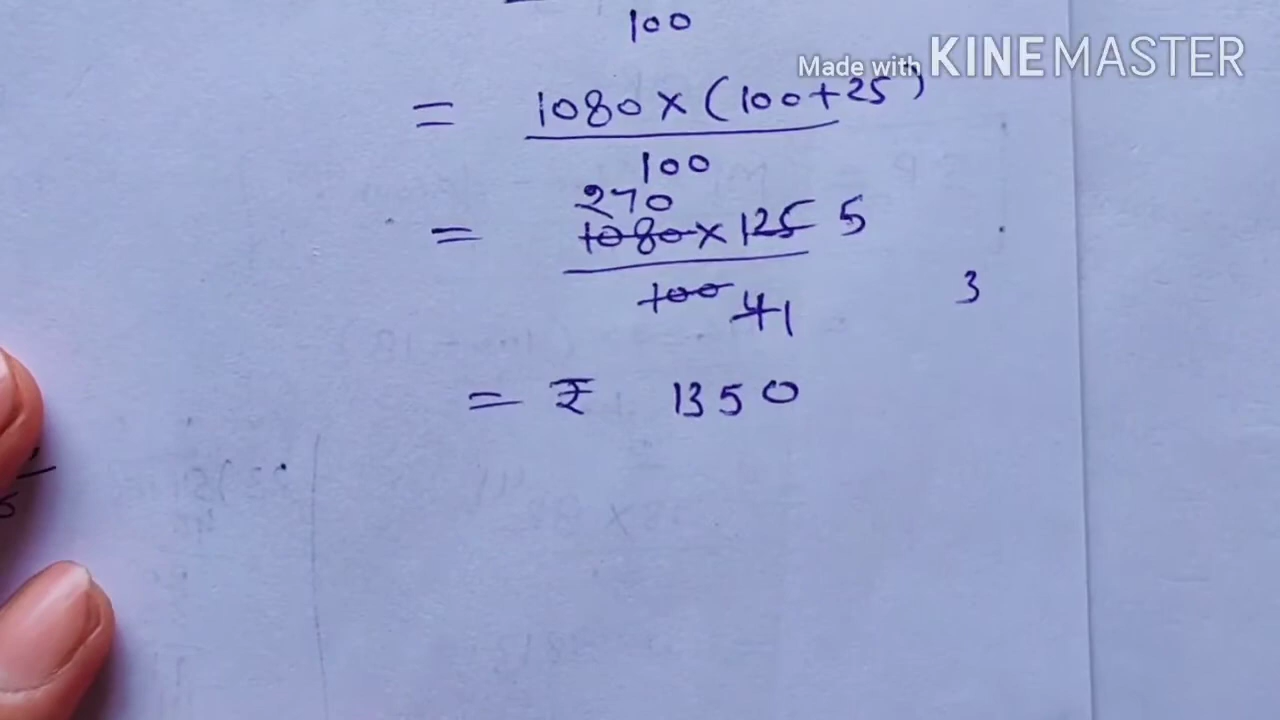 100
Made with KINEMASTER
= 1080 × (100+25)
100
270
= 1080 × 125 5
100 4 1
3
= ₹ 1350